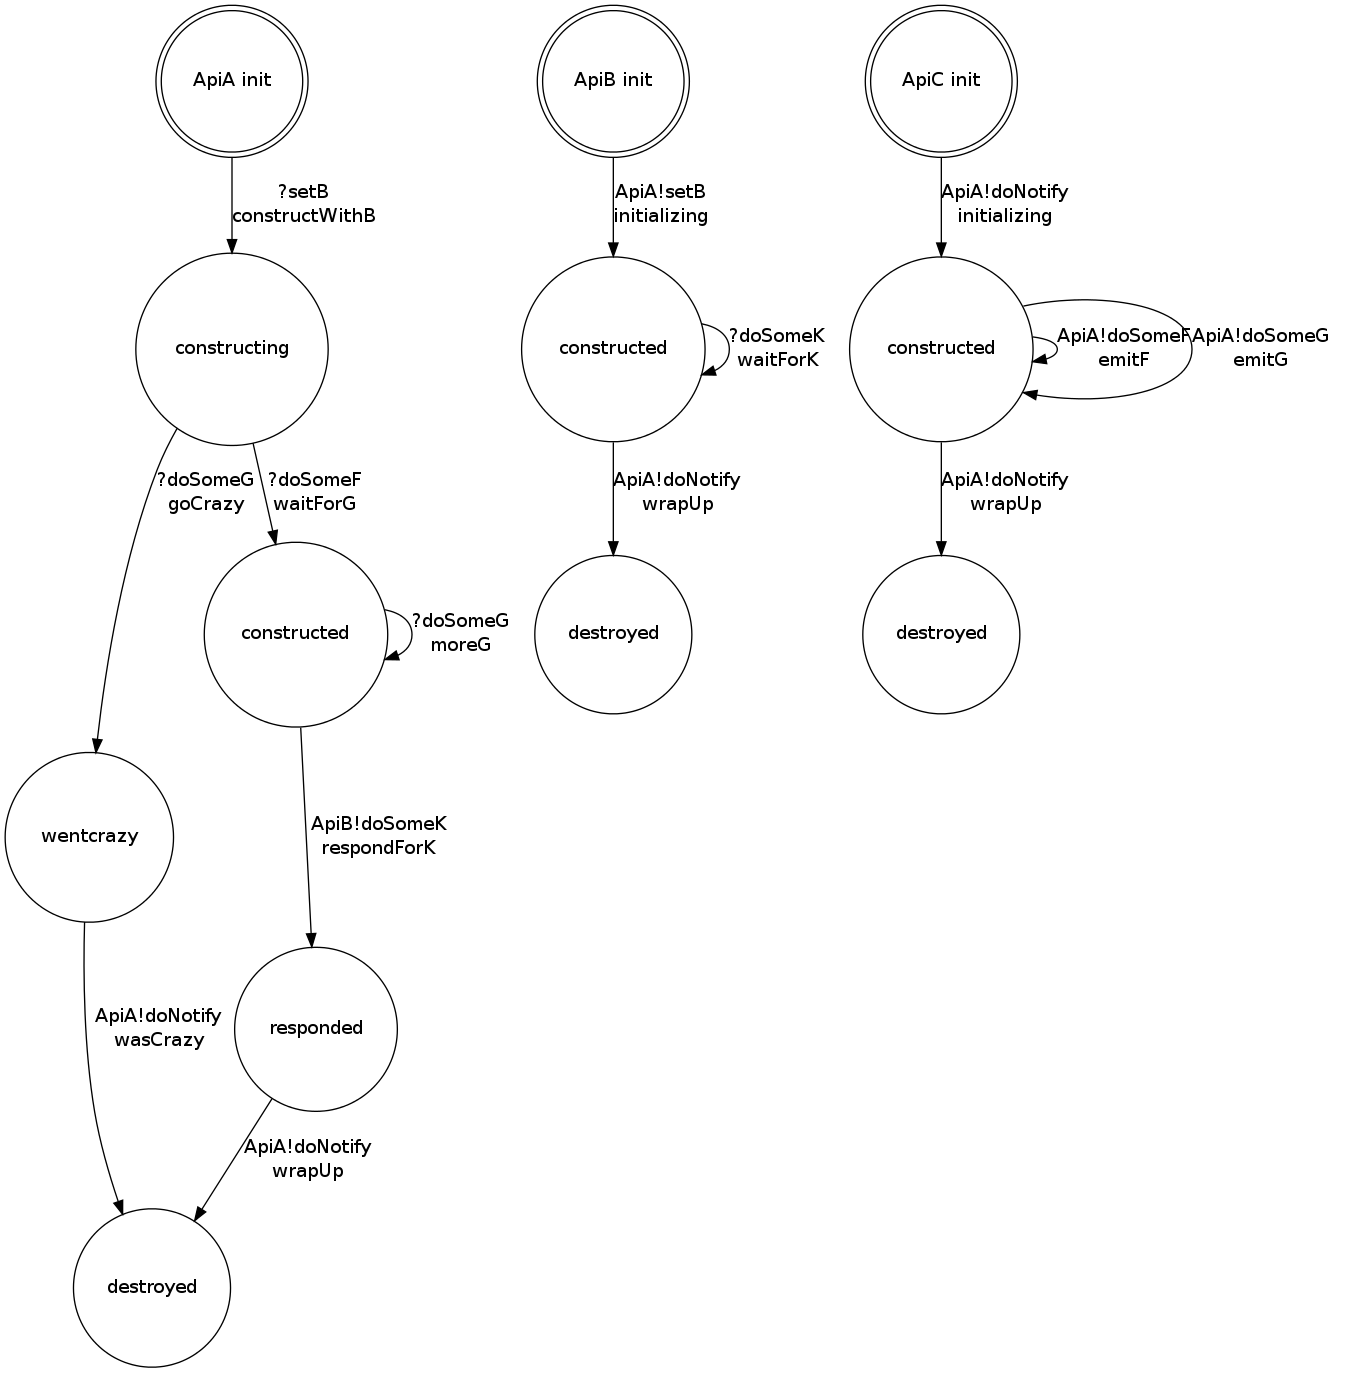 ApiA init
ApiB init
ApiC init
?setB
constructWithB
ApiA!setB
initializing
ApiA!doNotify
initializing
constructing
constructed
?doSomeK
waitForK
constructed
ApiA!doSomeF
emitF
ApiA!doSomeG
emitG
?doSomeG
goCrazy
?doSomeF
waitForG
ApiA!doNotify
wrapUp
ApiA!doNotify
wrapUp
constructed
?doSomeG
moreG
destroyed
destroyed
wentcrazy
ApiB!doSomeK
respondForK
ApiA!doNotify
wasCrazy
responded
ApiA!doNotify
wrapUp
destroyed